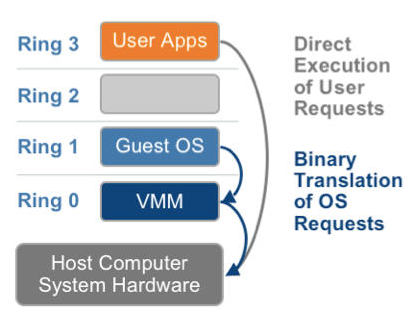 Ring 3
User Apps
Ring 2
Ring 1
Guest OS
Ring 0
VMM
Host Computer
System Hardware
Direct
Execution
of User
Requests
Binary
Translation
of OS
Requests